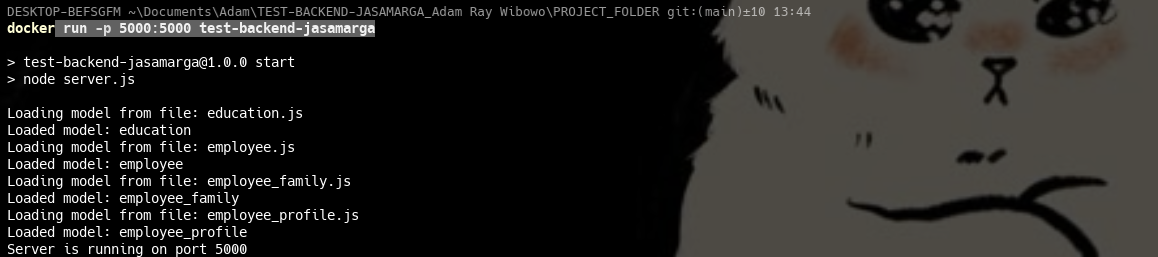 DESKTOP-BEFSGFM ~\Documents\Adam\TEST-BACKEND-JASAMARGA_Adam Ray Wibowo\PROJECT_FOLDER git:(main)±10 13:44
docker run -p 5000:5000 test-backend-jasamarga
> test-backend-jasamarga@1.0.0 start
> node server.js
Loading model from file: education.js
Loaded model: education
Loading model from file: employee.js
Loaded model: employee
Loading model from file: employee_family.js
Loaded model: employee_family
Loading model from file: employee_profile.js
Loaded model: employee_profile
Server is running on port 5000